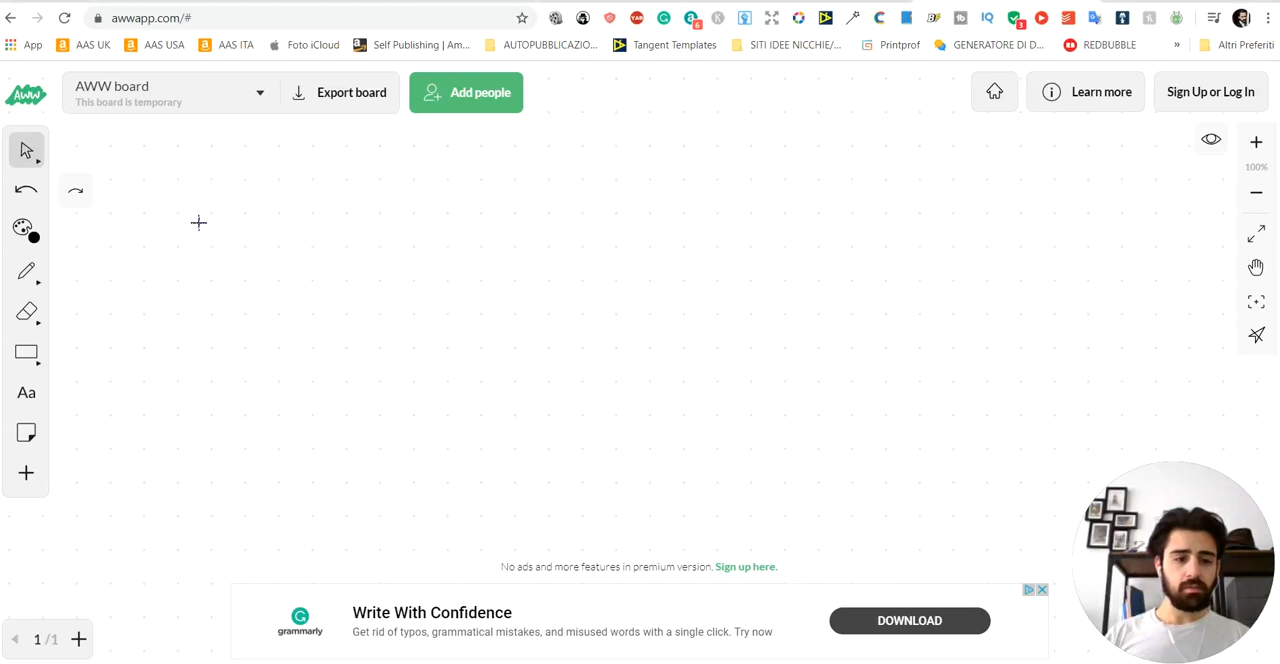 awwapp.com/#
App
AAS UK
AAS USA
AAS ITA
Foto iCloud
Self Publishing | Am...
AUTOPUBBLICAZIO...
Tangent Templates
SITI IDEE NICCHIE/...
Printprof
GENERATORE DI D...
REDBUBBLE
»
Altri Preferiti
AWW
AWW board
This board is temporary
Export board
Add people
Learn more
Sign Up or Log In
100%
Aa
No ads and more features in premium version. Sign up here.
Write With Confidence
Get rid of typos, grammatical mistakes, and misused words with a single click. Try now
grammarly
DOWNLOAD
1 /1